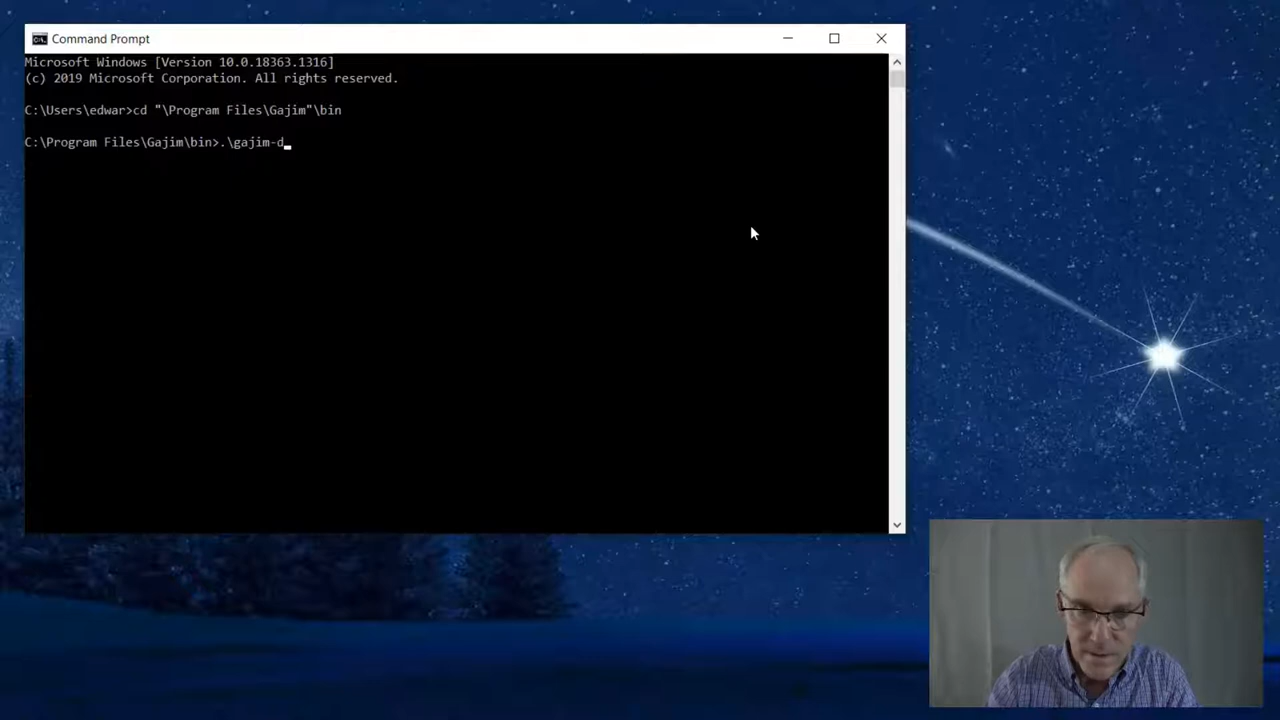 Command Prompt
Microsoft Windows [Version 10.0.18363.1316]
(c) 2019 Microsoft Corporation. All rights reserved.
C:\Users\edwar>cd "\Program Files\Gajim"\bin
C:\Program Files\Gajim\bin>.\gajim-d